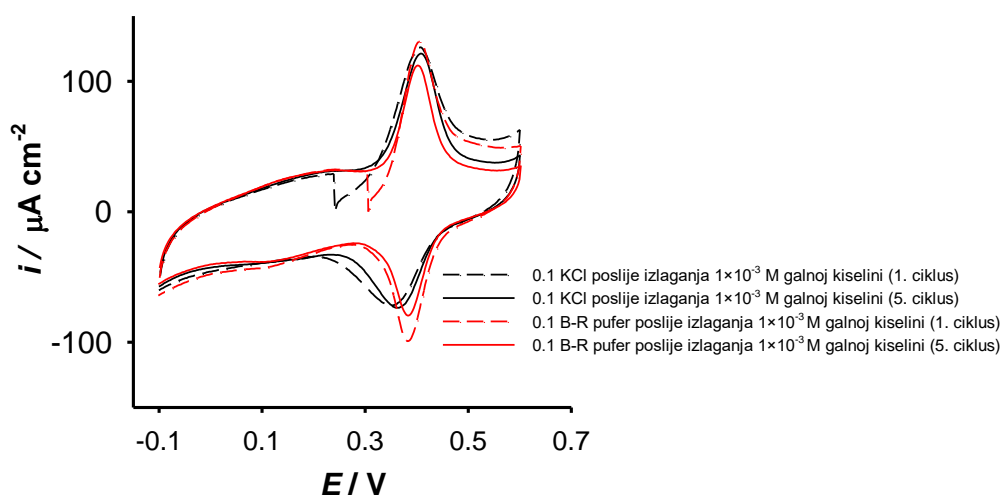 100
0
-100
i / μA cm⁻²
-0.1
0.1
0.3
0.5
0.7
E / V
0.1 KCl poslije izlaganja 1×10⁻³ M galnoj kiselini (1. ciklus)
0.1 KCl poslije izlaganja 1×10⁻³ M galnoj kiselini (5. ciklus)
0.1 B-R pufer poslije izlaganja 1×10⁻³ M galnoj kiselini (1. ciklus)
0.1 B-R pufer poslije izlaganja 1×10⁻³ M galnoj kiselini (5. ciklus)